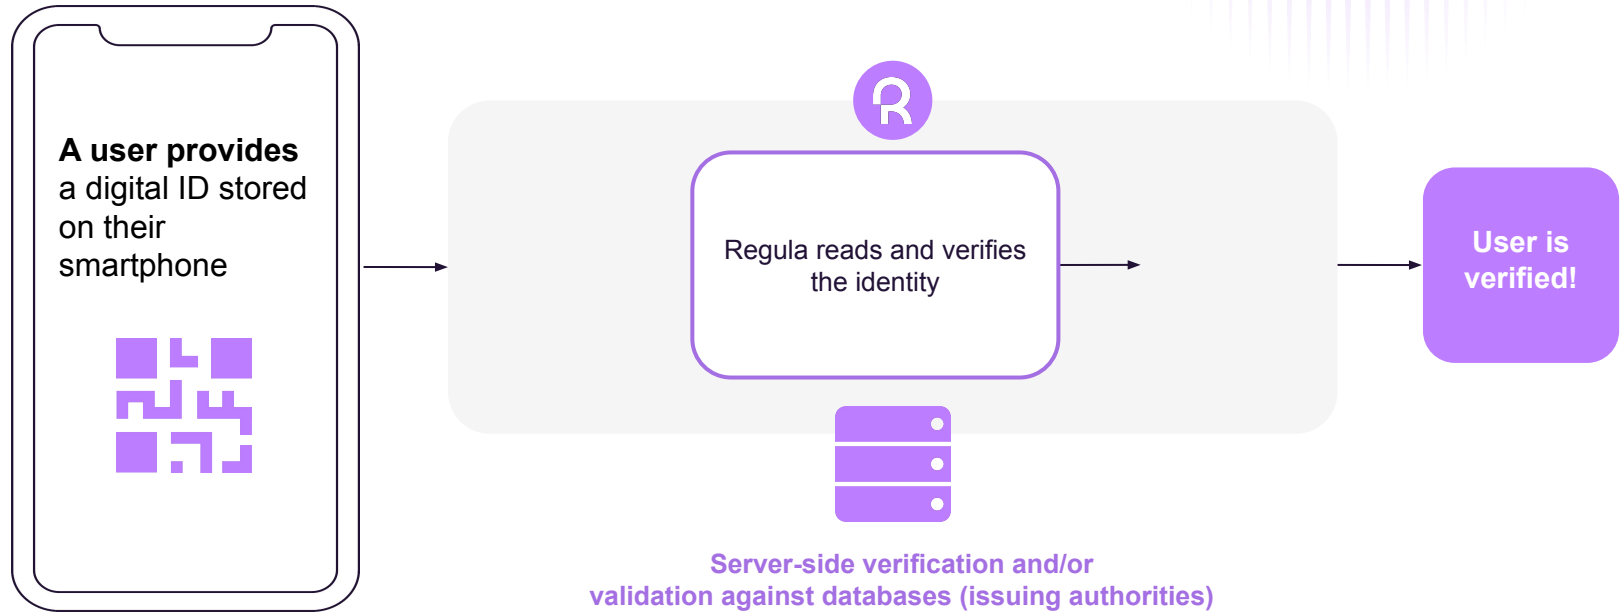 A user provides
a digital ID stored
on their
smartphone
Regula reads and verifies
the identity
User is
verified!
Server-side verification and/or
validation against databases (issuing authorities)